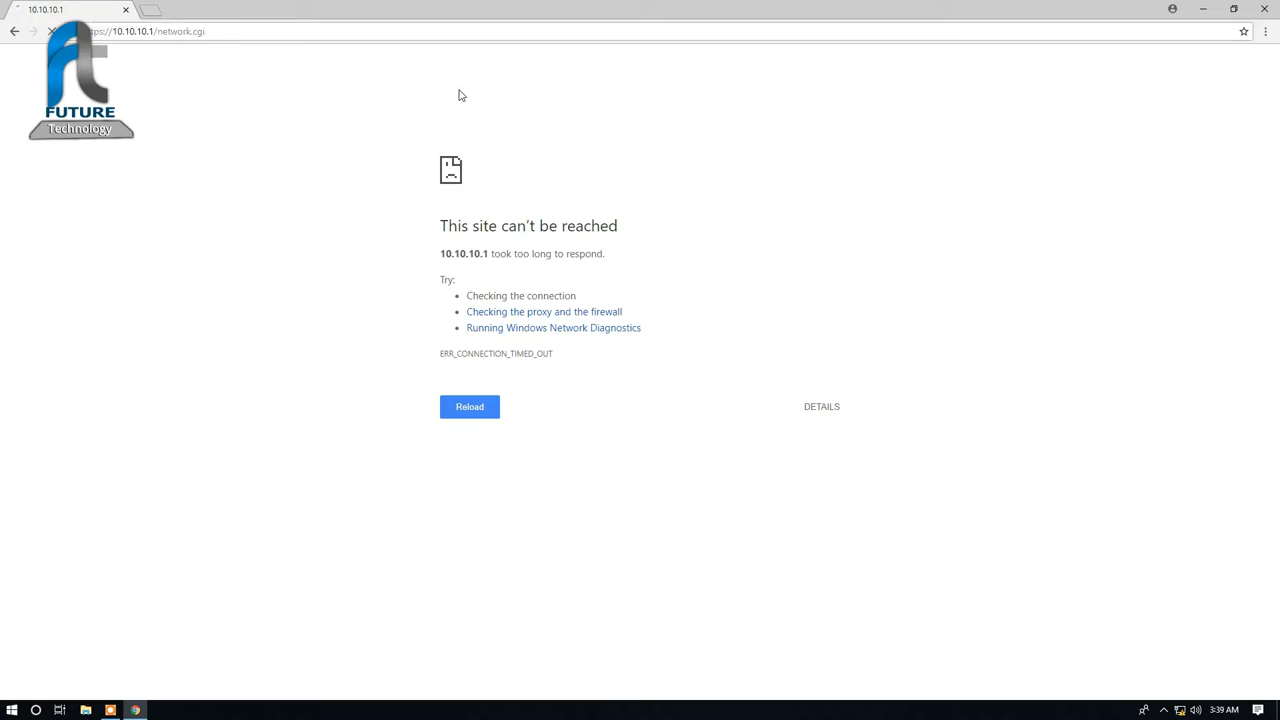 10.10.10.1
tps://10.10.10.1/network.cgi
FUTURE
Technology
This site can't be reached
10.10.10.1 took too long to respond.
Try:
Checking the connection
Checking the proxy and the firewall
Running Windows Network Diagnostics
ERR_CONNECTION_TIMED_OUT
Reload
DETAILS
3:39 AM